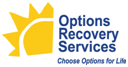 Options
Recovery
Services
Choose Options for Life